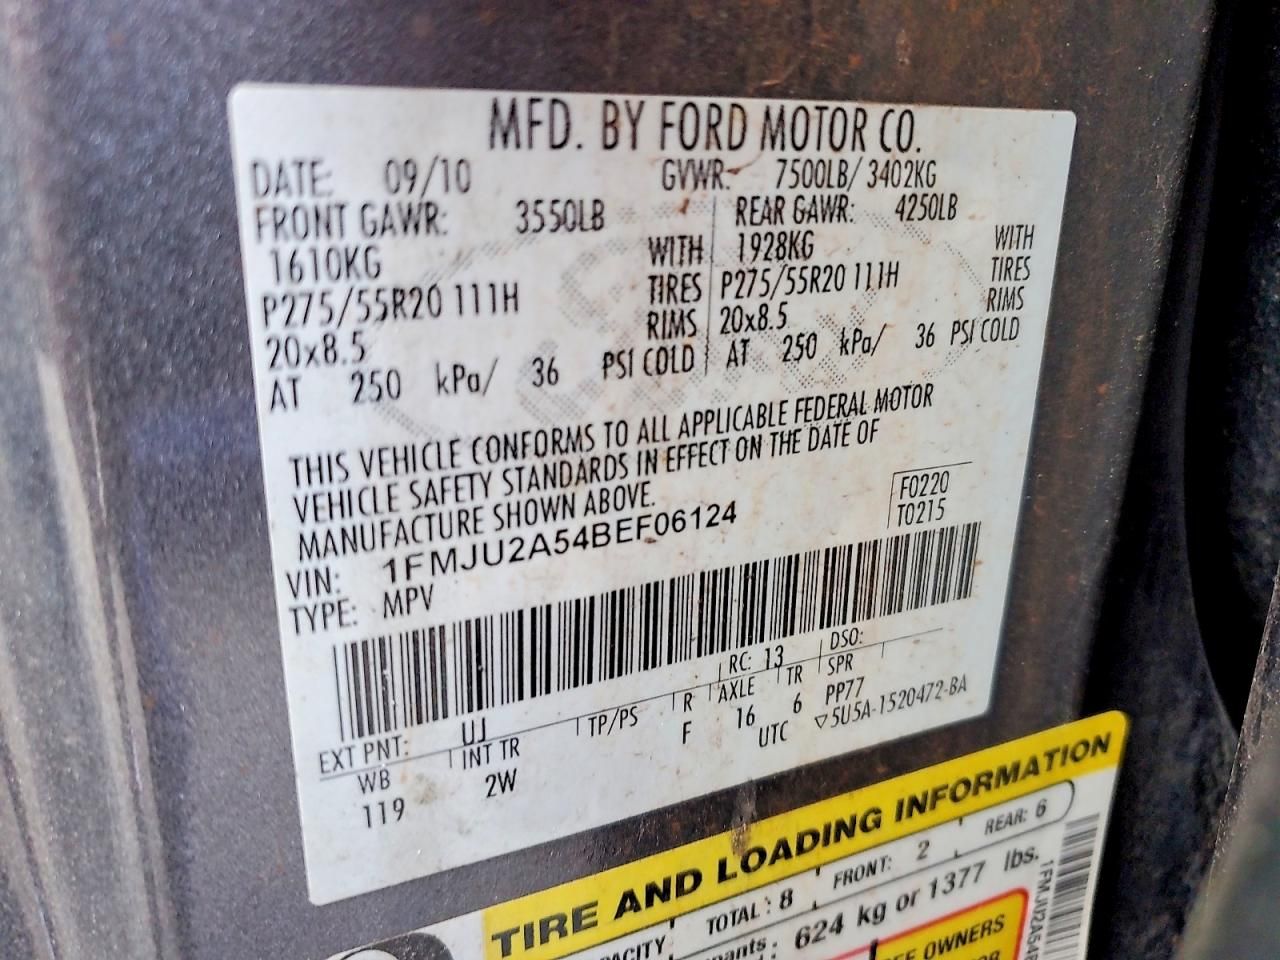 MFD. BY FORD MOTOR CO.
DATE: 09/10 GVWR: 7500LB/ 3402KG
FRONT GAWR: 3550LB REAR GAWR: 4250LB
1610KG WITH 1928KG WITH
P275/55R20 111H TIRES P275/55R20 111H TIRES
20x8.5 RIMS 20x8.5 RIMS
AT 250 kPa/ 36 PSI COLD AT 250 kPa/ 36 PSI COLD
THIS VEHICLE CONFORMS TO ALL APPLICABLE FEDERAL MOTOR
VEHICLE SAFETY STANDARDS IN EFFECT ON THE DATE OF
MANUFACTURE SHOWN ABOVE.
F0220
T0215
VIN: 1FMJU2A54BEF06124
TYPE: MPV
EXT PNT: UJ RC: 13 DSO:
WB INT TR TP/PS R AXLE TR SPR
119 2W F 16 6 PP77
UTC ▽5U5A-1520472-BA
TIRE AND LOADING INFORMATION
TOTAL: 8 FRONT: 2 REAR: 6
624 kg or 1377 lbs.
OWNERS
1FMJU2A54